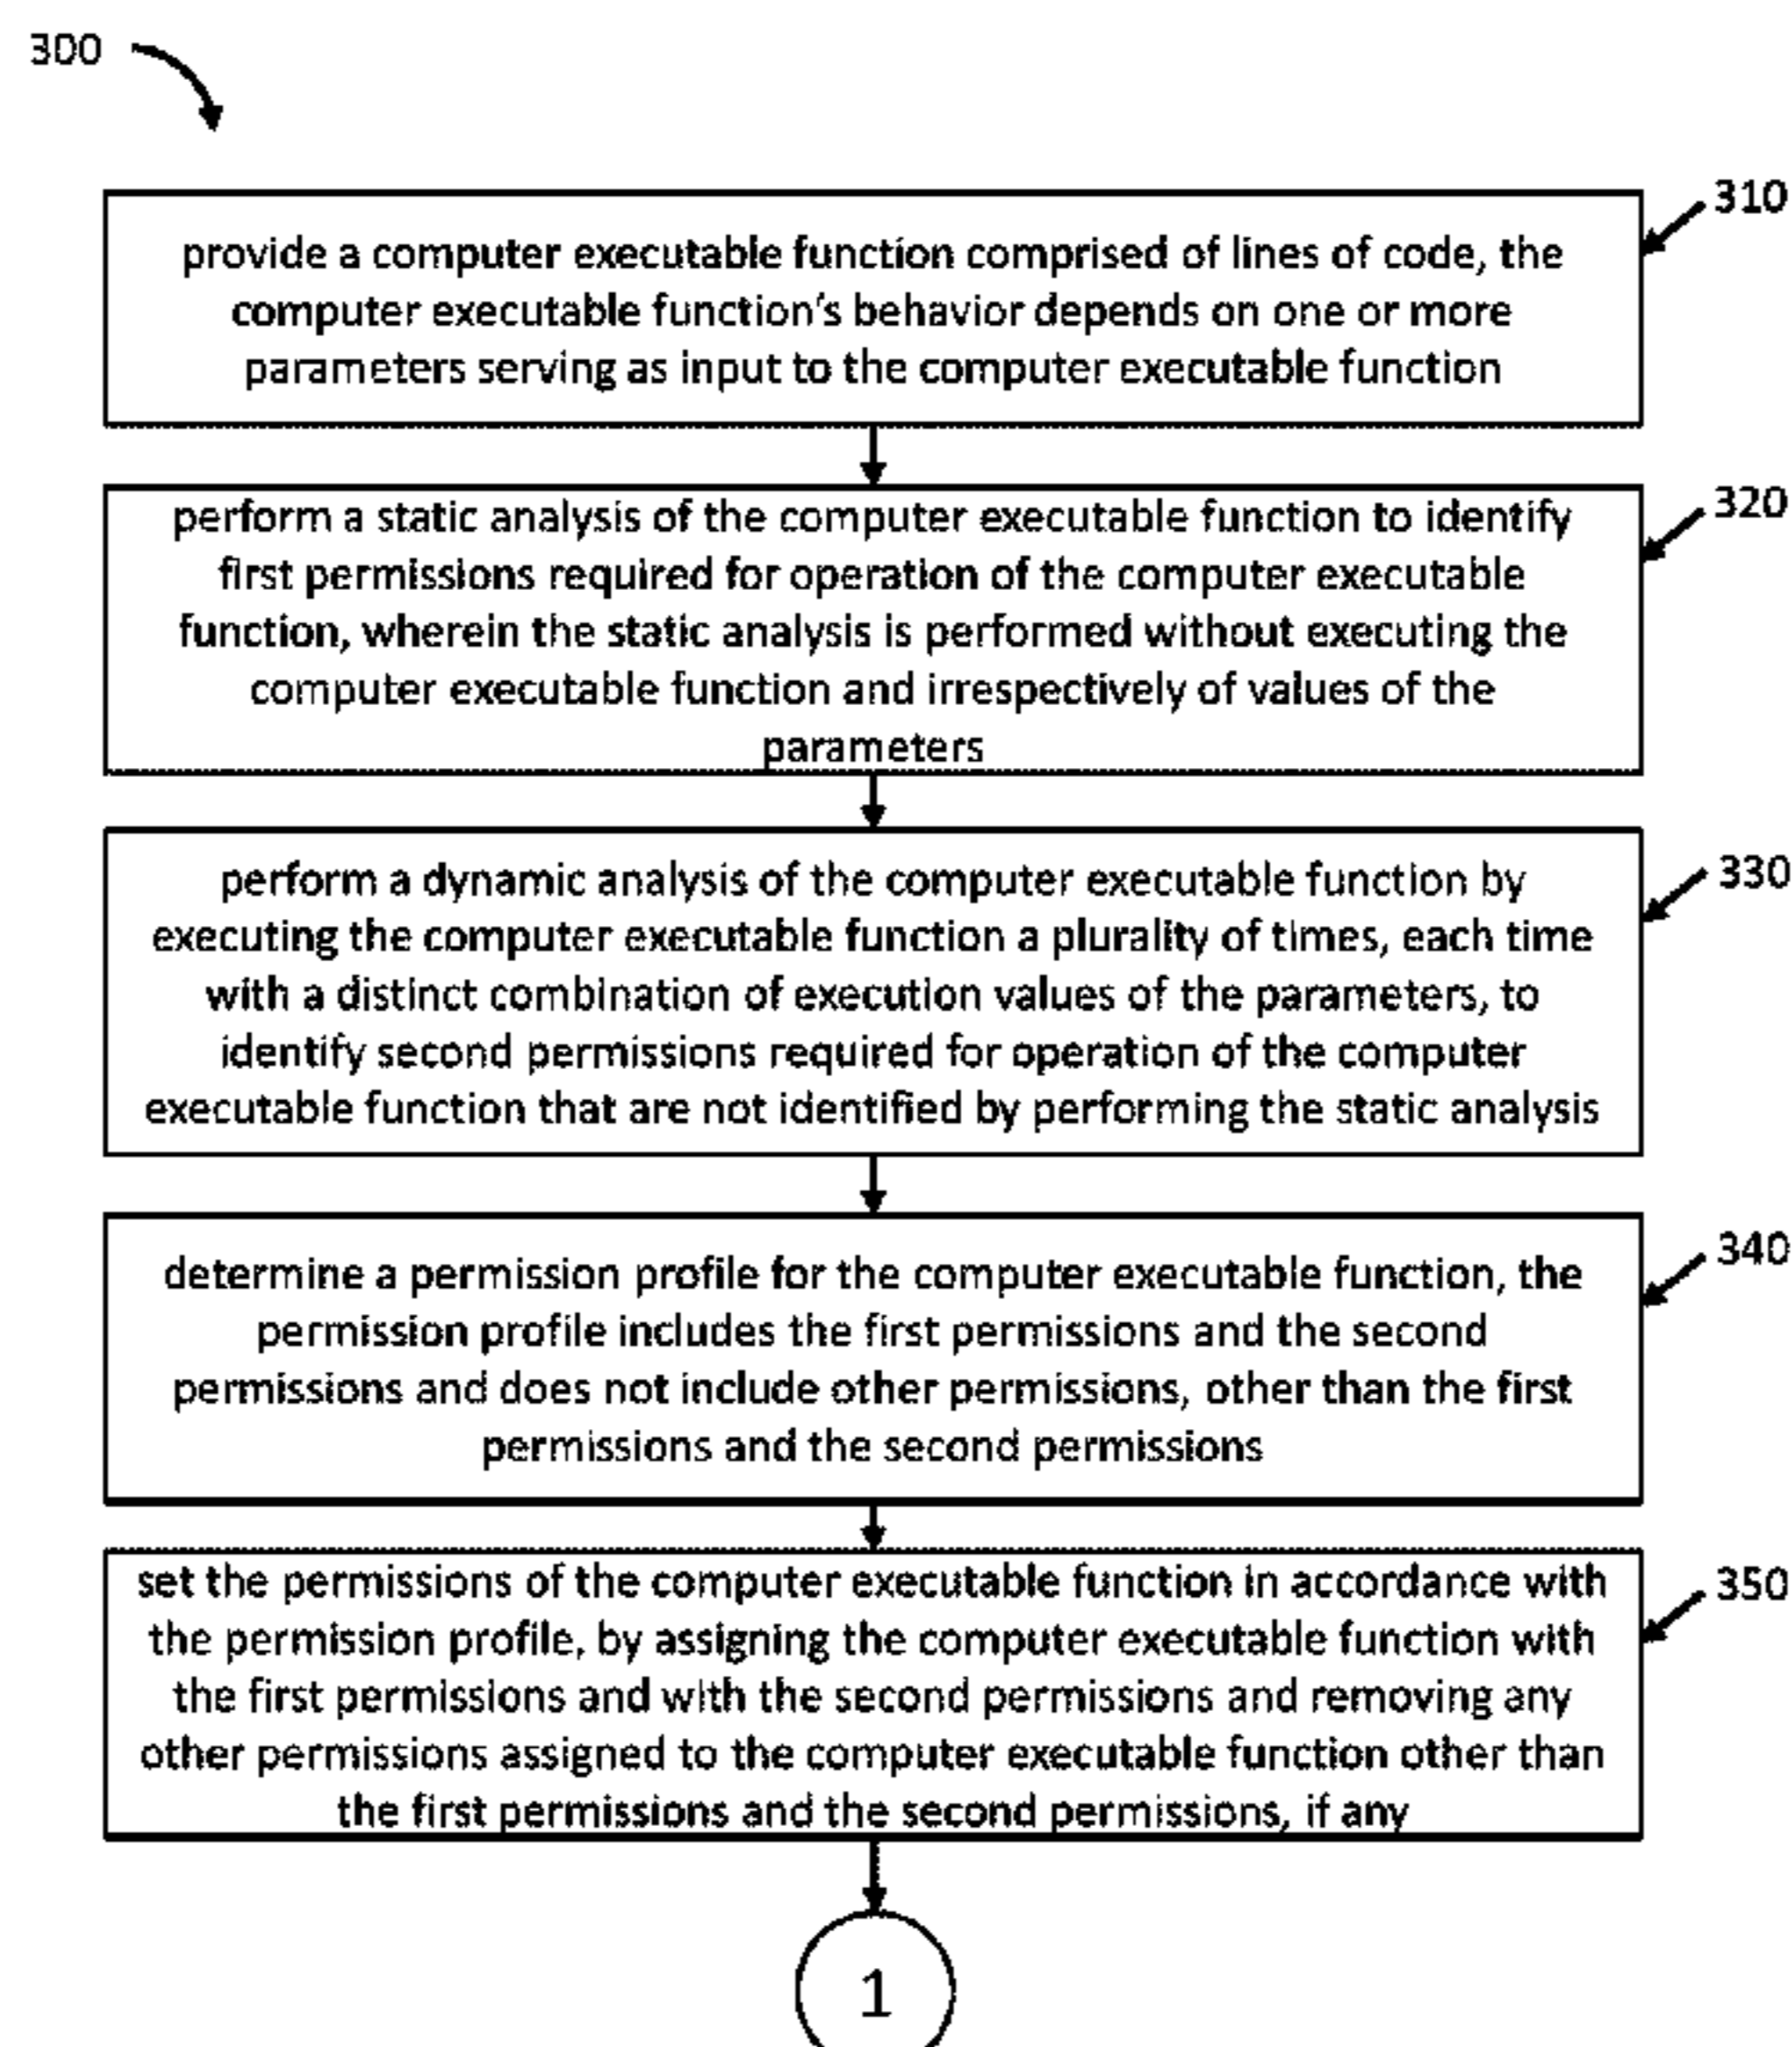 300
310
provide a computer executable function comprised of lines of code, the
computer executable function's behavior depends on one or more
parameters serving as input to the computer executable function
320
perform a static analysis of the computer executable function to identify
first permissions required for operation of the computer executable
function, wherein the static analysis is performed without executing the
computer executable function and irrespectively of values of the
parameters
330
perform a dynamic analysis of the computer executable function by
executing the computer executable function a plurality of times, each time
with a distinct combination of execution values of the parameters, to
identify second permissions required for operation of the computer
executable function that are not identified by performing the static analysis
340
determine a permission profile for the computer executable function, the
permission profile includes the first permissions and the second
permissions and does not include other permissions, other than the first
permissions and the second permissions
350
set the permissions of the computer executable function in accordance with
the permission profile, by assigning the computer executable function with
the first permissions and with the second permissions and removing any
other permissions assigned to the computer executable function other than
the first permissions and the second permissions, if any
1